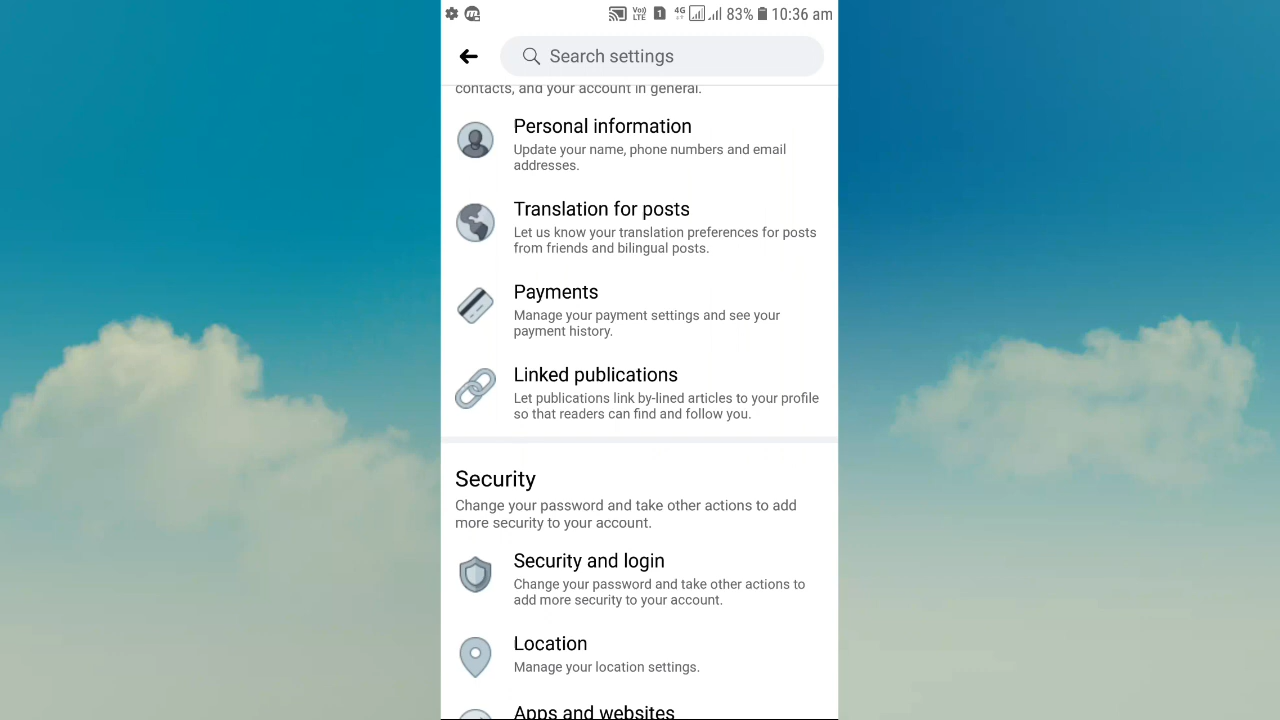 Vo) 1 4G 83% 10:36 am
LTE
Search settings
contacts, and your account in general.
Personal information
Update your name, phone numbers and email
addresses.
Translation for posts
Let us know your translation preferences for posts
from friends and bilingual posts.
Payments
Manage your payment settings and see your
payment history.
Linked publications
Let publications link by-lined articles to your profile
so that readers can find and follow you.
Security
Change your password and take other actions to add
more security to your account.
Security and login
Change your password and take other actions to
add more security to your account.
Location
Manage your location settings.
Apps and websites